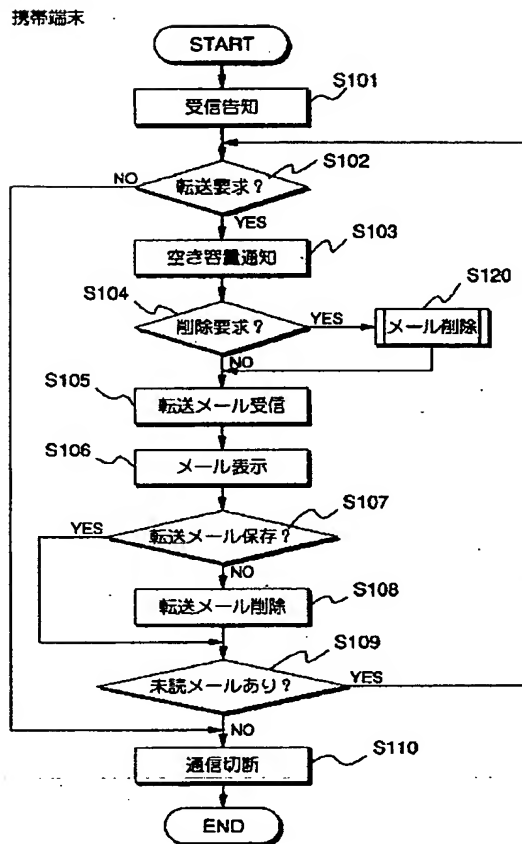 携帯端末
START
S101
受信告知
S102
NO
転送要求？
YES
S103
空き容量通知
S104
S120
削除要求？
YES
メール削除
NO
S105
転送メール受信
S106
メール表示
S107
YES
転送メール保存？
NO
S108
転送メール削除
S109
未読メールあり？
YES
NO
S110
通信切断
END